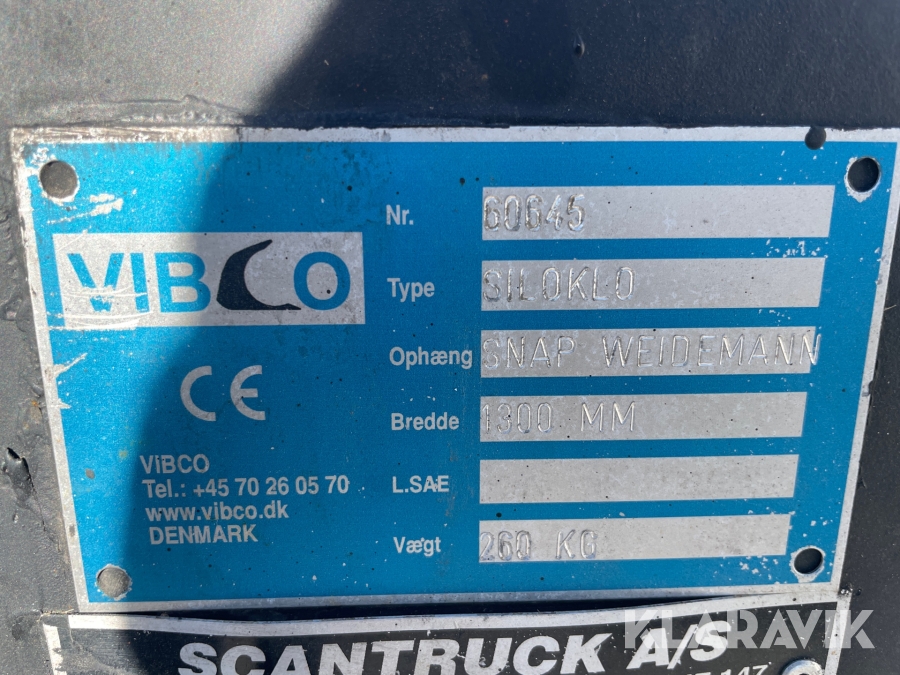 VIBCO
CE
VIBCO
Tel.: +45 70 26 05 70
www.vibco.dk
DENMARK
Nr. 60645
Type SILOKLO
Ophæng SNAP WEIDEMANN
Bredde 1300 MM
L.SAE
Vægt 260 KG
SCANTRUCK A/S
KLARAVIK